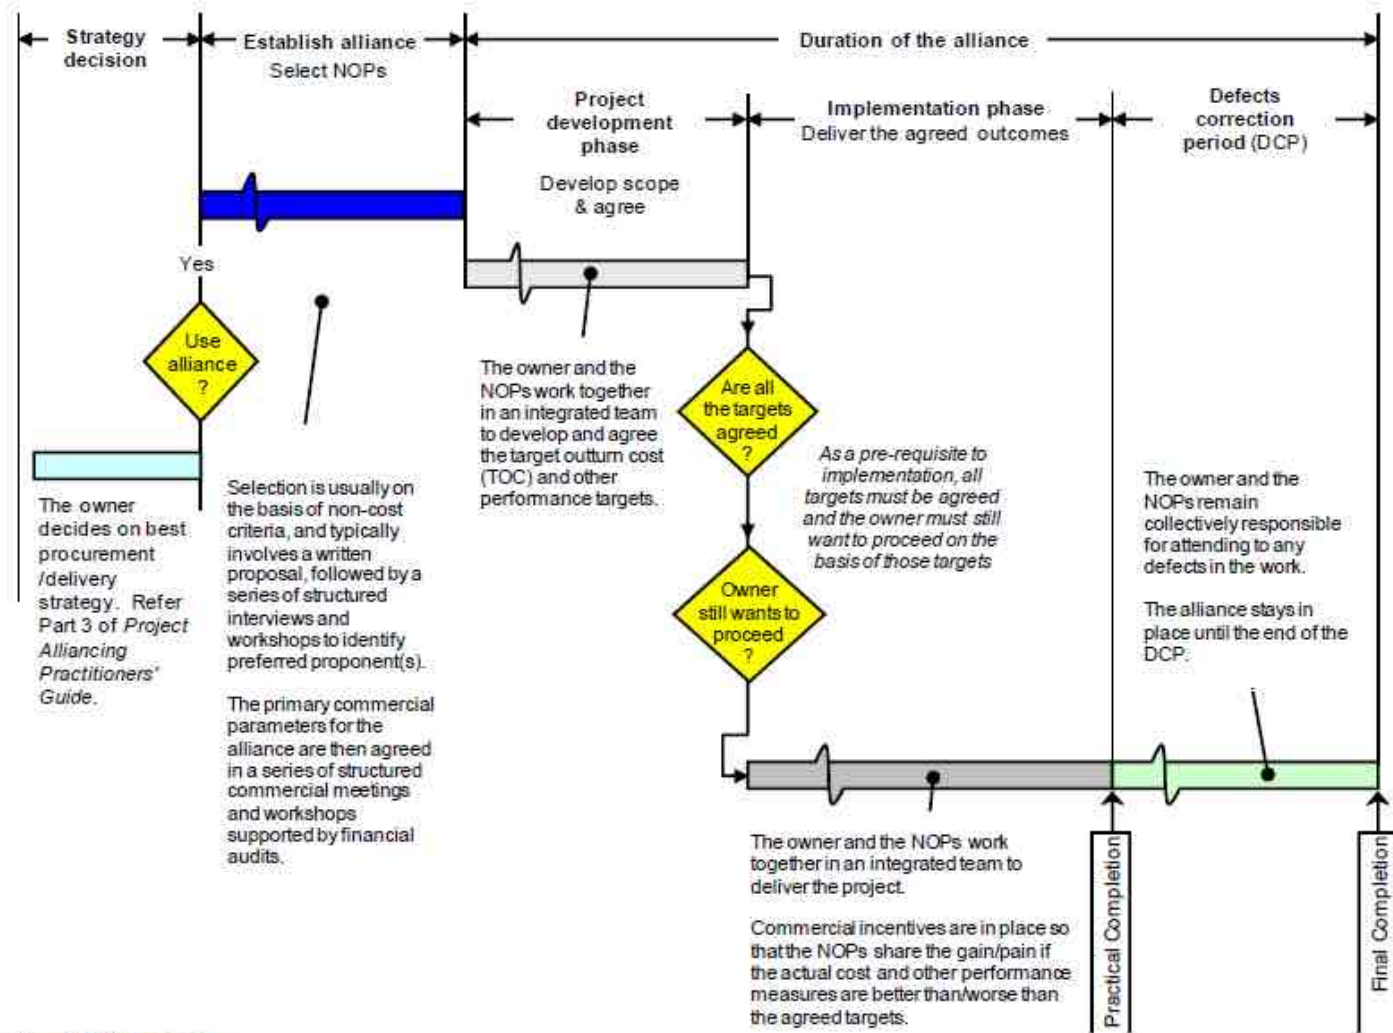 Strategy
decision
Establish alliance
Select NOPs
Duration of the alliance
Project
development
phase
Develop scope
& agree
Implementation phase
Deliver the agreed outcomes
Defects
correction
period (DCP)
Yes
Use
alliance
?
The owner
decides on best
procurement
/delivery
strategy. Refer
Part 3 of Project
Alliancing
Practitioners'
Guide.
Selection is usually on
the basis of non-cost
criteria, and typically
involves a written
proposal, followed by a
series of structured
interviews and
workshops to identify
preferred proponent(s).
The primary commercial
parameters for the
alliance are then agreed
in a series of structured
commercial meetings
and workshops
supported by financial
audits.
The owner and the
NOPs work together
in an integrated team
to develop and agree
the target outturn cost
(TOC) and other
performance targets.
Are all
the targets
agreed
?
As a pre-requisite to
implementation, all
targets must be agreed
and the owner must still
want to proceed on the
basis of those targets
Owner
still wants to
proceed
?
The owner and the
NOPs remain
collectively responsible
for attending to any
defects in the work.
The alliance stays in
place until the end of the
DCP.
The owner and the NOPs work
together in an integrated team to
deliver the project.
Commercial incentives are in place so
that the NOPs share the gain/pain if
the actual cost and other performance
measures are better than/worse than
the agreed targets.
Practical Completion
Final Completion